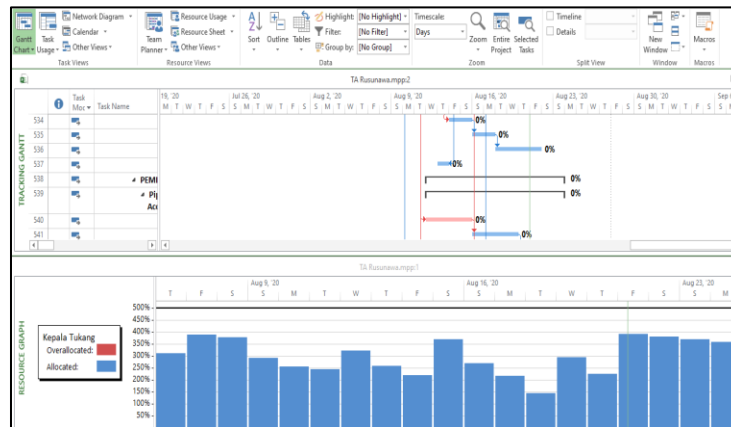 Gantt Chart
Task Usage
Network Diagram
Calendar
Other Views
Task Views
Team Planner
Resource Usage
Resource Sheet
Other Views
Resource Views
Sort
Outline
Tables
Highlight: [No Highlight]
Filter: [No Filter]
Group by: [No Group]
Data
Timescale:
Days
Zoom
Entire Project
Selected Tasks
Zoom
Timeline
Details
Split View
New Window
Window
Macros
Macros
TA Rusunawa.mpp:2
TRACKING GANTT
Task Moc Task Name
19, '20 Jul 26, '20 Aug 2, '20 Aug 9, '20 Aug 16, '20 Aug 23, '20 Aug 30, '20
M T W T F S S M T W T F S S M T W T F S S M T W T F S S M T W T F S S M T W T F S S M T W T F S S
534 0%
535 0%
536 0%
537 0%
538 0%
539 0%
540 0%
541 0%
TA Rusunawa.mpp:1
RESOURCE GRAPH
Aug 9, '20 Aug 16, '20 Aug 23, '20
T F S S M T W T F S S M T W T F S S M
Kepala Tukang
Overallocated:
Allocated:
500%
450%
400%
350%
300%
250%
200%
150%
100%
50%